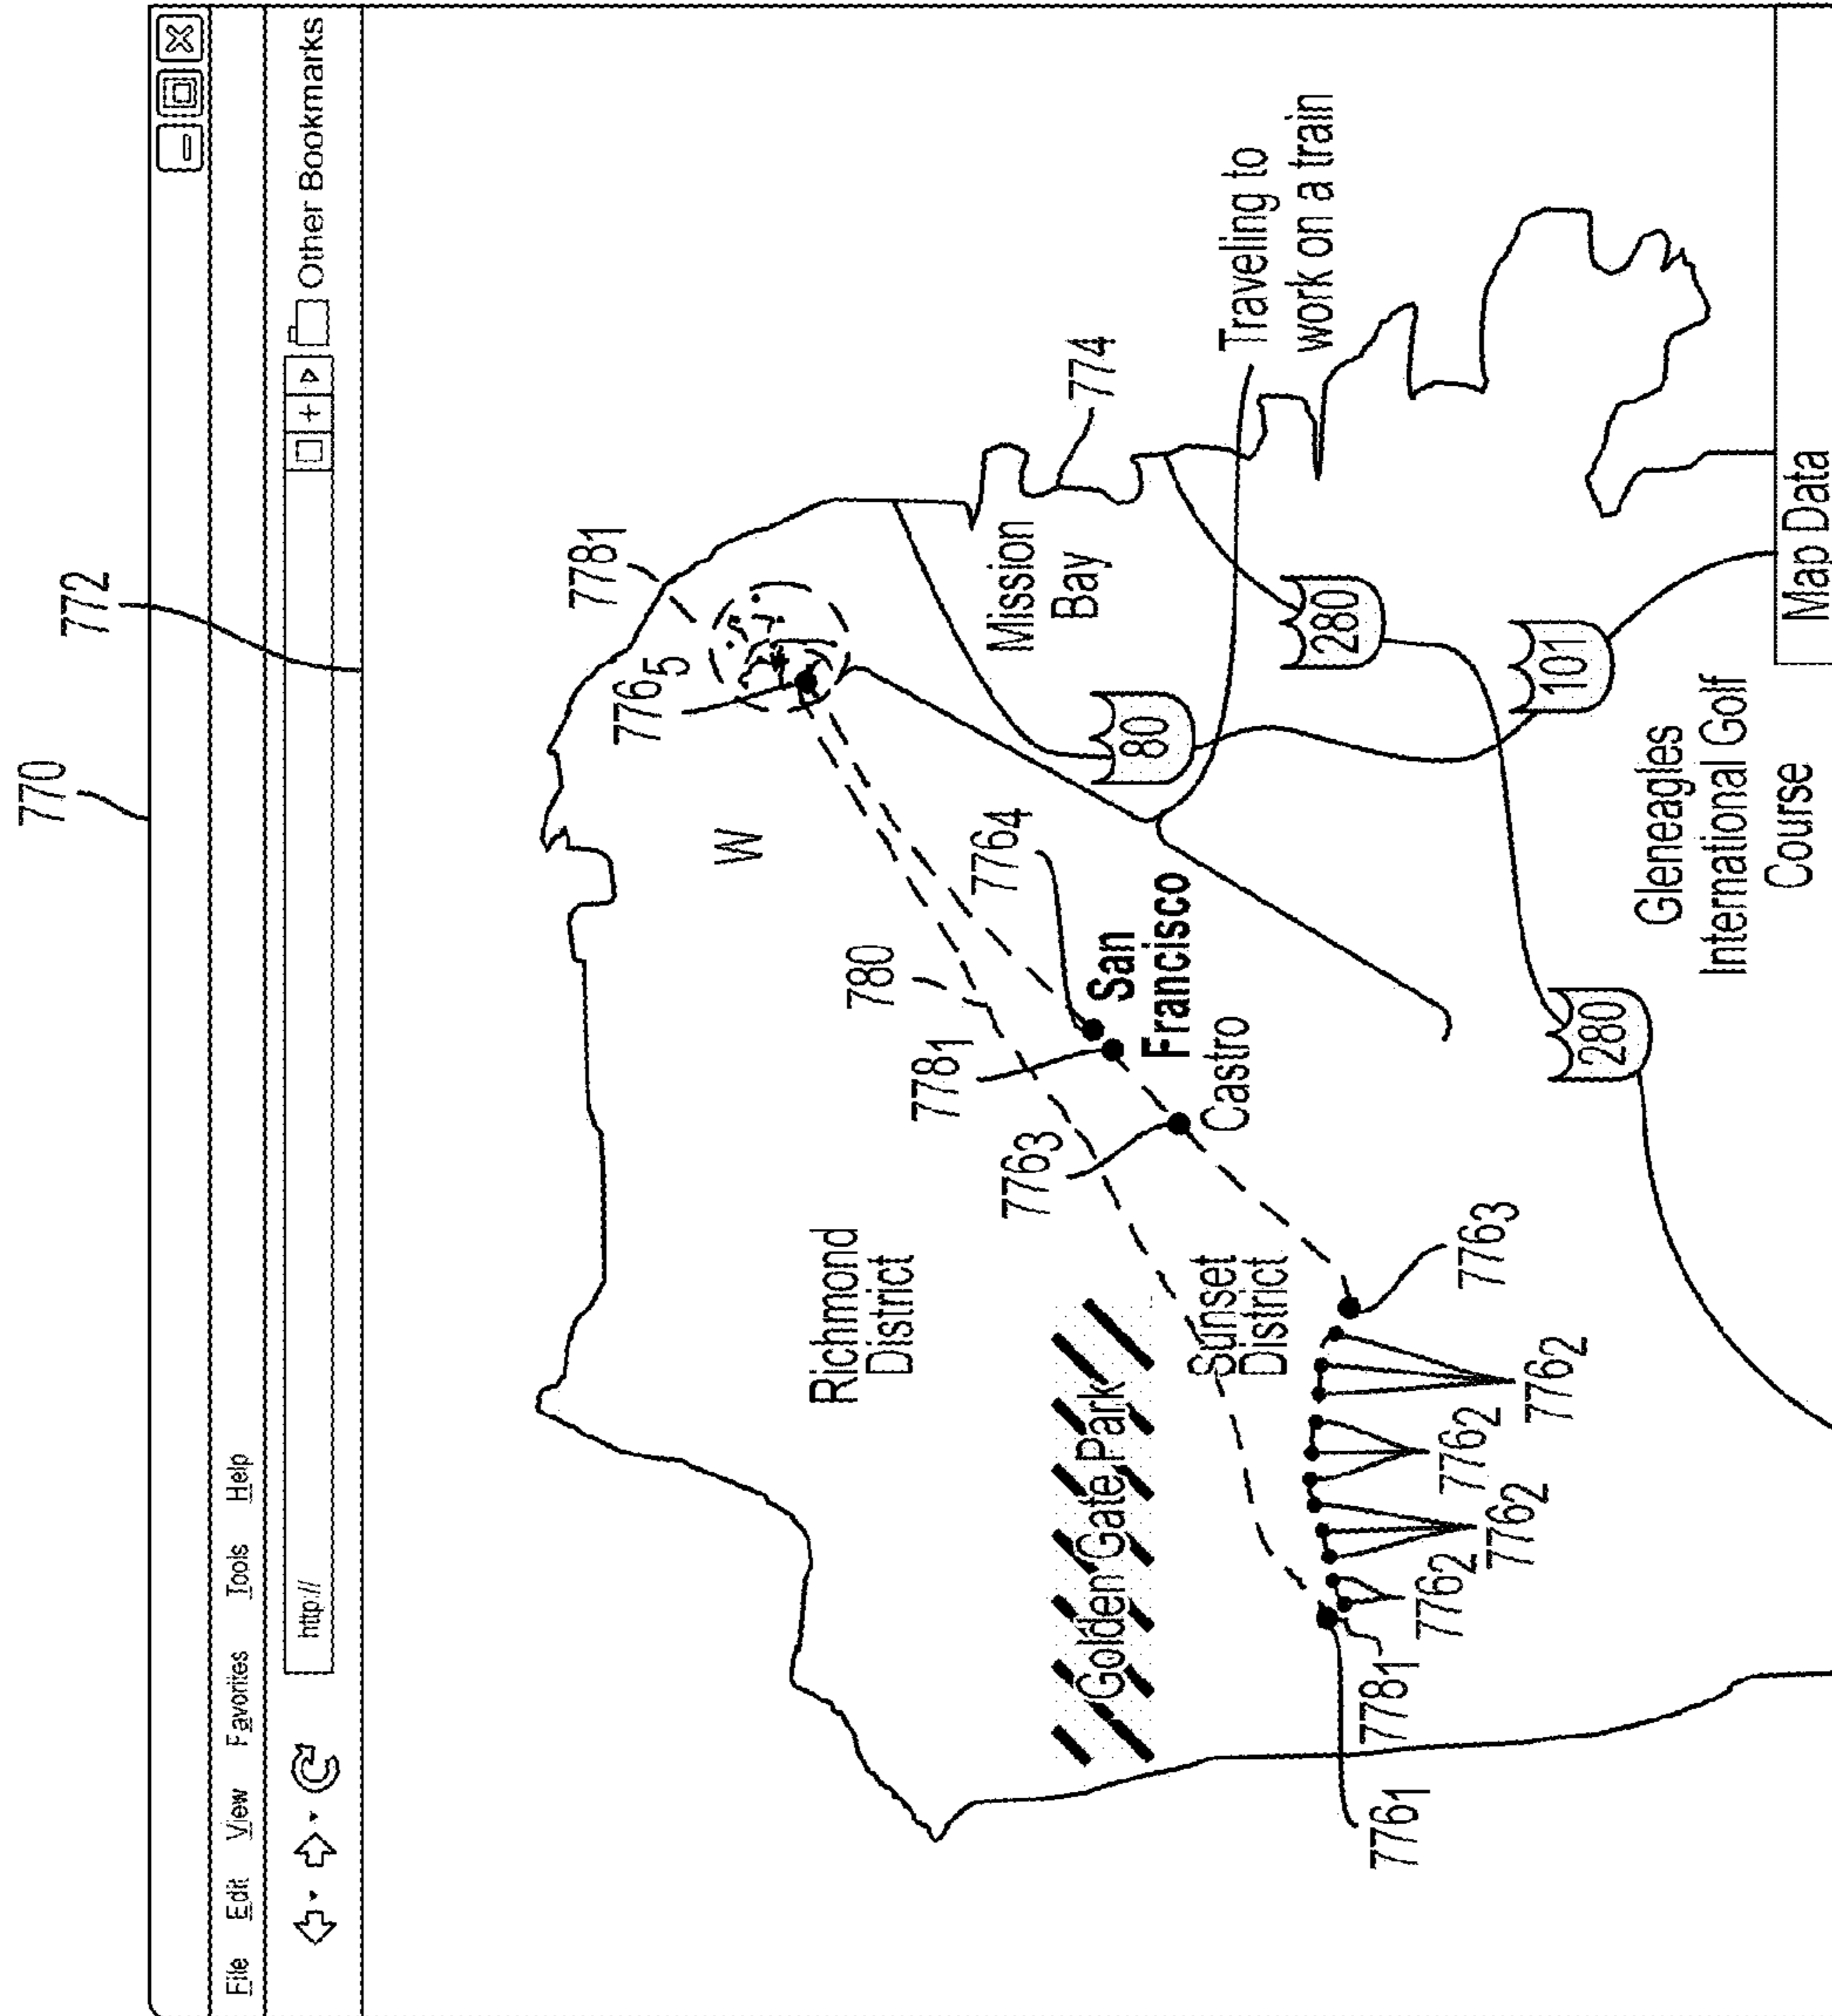 770
772
File Edit View Favorites Tools Help
http://
Other Bookmarks
778₁
776₅
W
774
780
Richmond
District
778₁
776₄
776₃
Mission
Bay
San
Francisco
Castro
Golden Gate Park
Sunset
District
80
Traveling to
work on a train
280
776₁
778₁
776₂
776₂
776₂
776₂
776₃
101
280
Gleneagles
International Golf
Course
Map Data